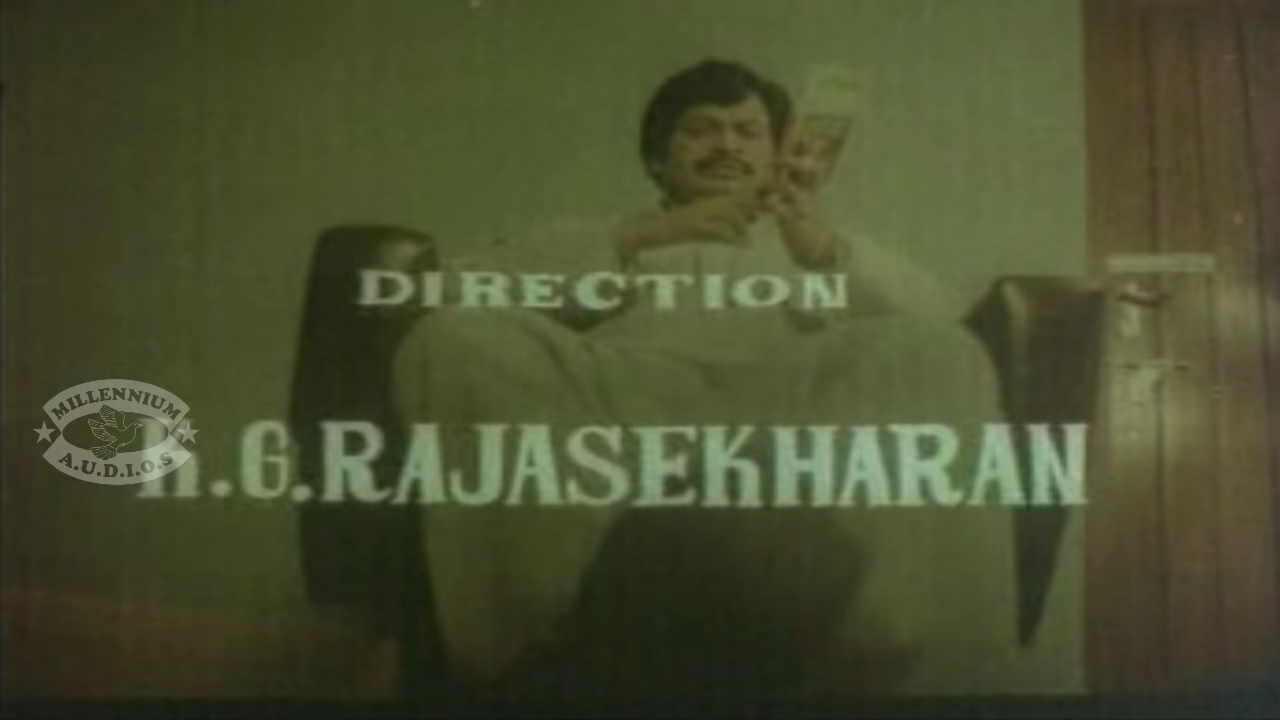 DIRECTION
K.G.RAJASEKHARAN
MILLENNIUM
A.U.D.I.O.S